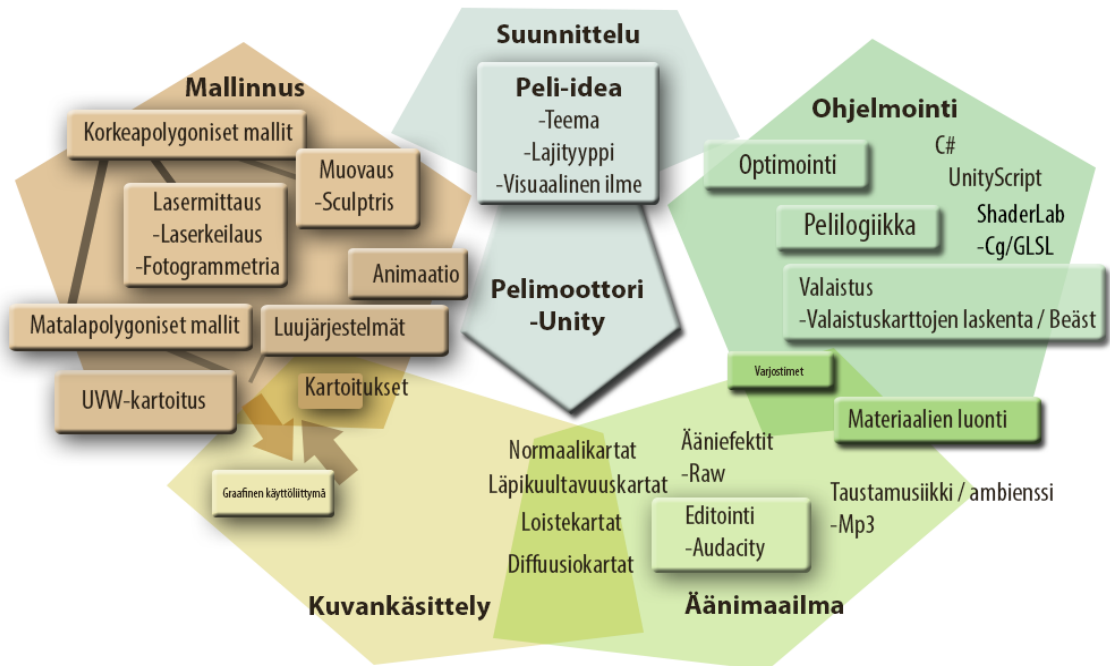 Suunnittelu
Peli-idea
-Teema
-Lajityyppi
-Visuaalinen ilme
Pelimoottori
-Unity
Mallinnus
Korkeapolygoniset mallit
Muovaus
-Sculptris
Lasermittaus
-Laserkeilaus
-Fotogrammetria
Animaatio
Matalapolygoniset mallit
Luujärjestelmät
UVW-kartoitus
Kartoitukset
Graafinen käyttöliittymä
Ohjelmointi
C#
Optimointi
UnityScript
Pelilogiikka
ShaderLab
-Cg/GLSL
Valaistus
-Valaistuskarttojen laskenta / Beäst
Varjostimet
Materiaalien luonti
Normaalikartat
Läpikuultavuuskartat
Loistekartat
Diffuusiokartat
Kuvankäsittely
Ääniefektit
-Raw
Taustamusiikki / ambienssi
-Mp3
Editointi
-Audacity
Äänimaailma